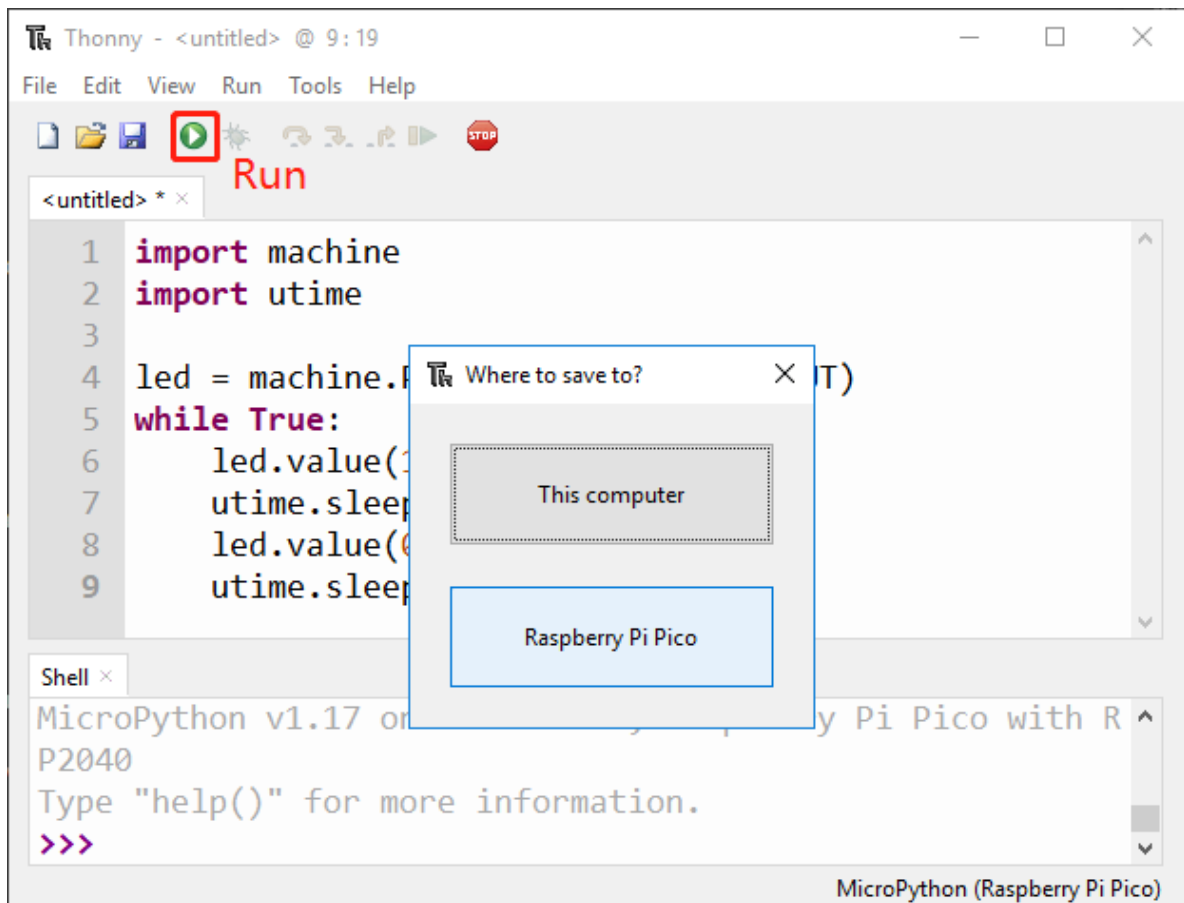 Thonny - <untitled> @ 9:19
File Edit View Run Tools Help
STOP
Run
<untitled> *
1 import machine
2 import utime
3
4 led = machine. T)
5 while True:
6 led.value(
7 utime.sleep
8 led.value(
9 utime.sleep
Where to save to?
This computer
Raspberry Pi Pico
Shell
MicroPython v1.17 on Pi Pico with R
P2040
Type "help()" for more information.
>>>
MicroPython (Raspberry Pi Pico)